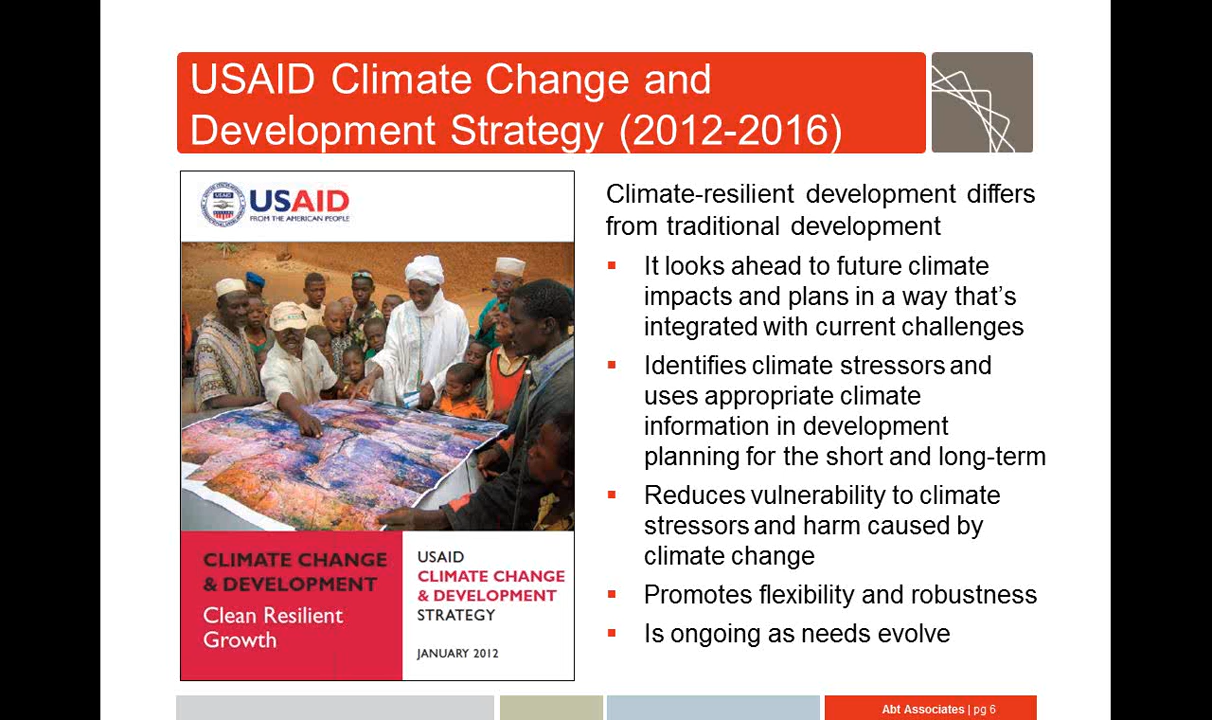 USAID Climate Change and
Development Strategy (2012-2016)
USAID
FROM THE AMERICAN PEOPLE
CLIMATE CHANGE
& DEVELOPMENT
Clean Resilient
Growth
USAID
CLIMATE CHANGE
& DEVELOPMENT
STRATEGY
JANUARY 2012
Climate-resilient development differs
from traditional development
▪ It looks ahead to future climate
impacts and plans in a way that’s
integrated with current challenges
▪ Identifies climate stressors and
uses appropriate climate
information in development
planning for the short and long-term
▪ Reduces vulnerability to climate
stressors and harm caused by
climate change
▪ Promotes flexibility and robustness
▪ Is ongoing as needs evolve
Abt Associates | pg 6